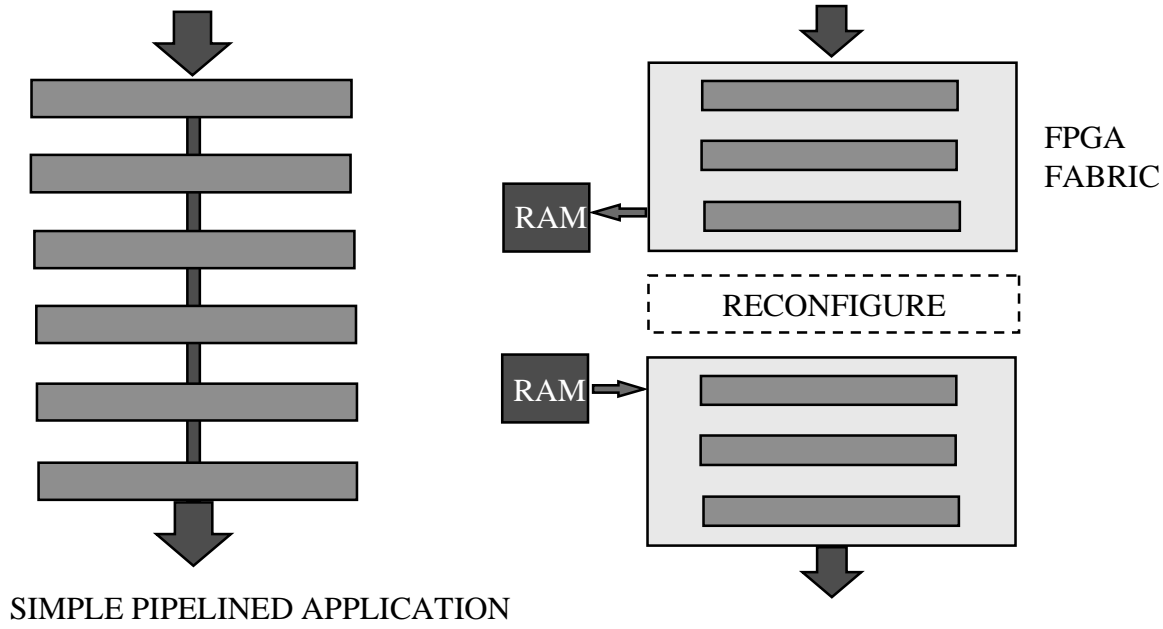 FPGA
FABRIC
RAM
RECONFIGURE
RAM
SIMPLE PIPELINED APPLICATION